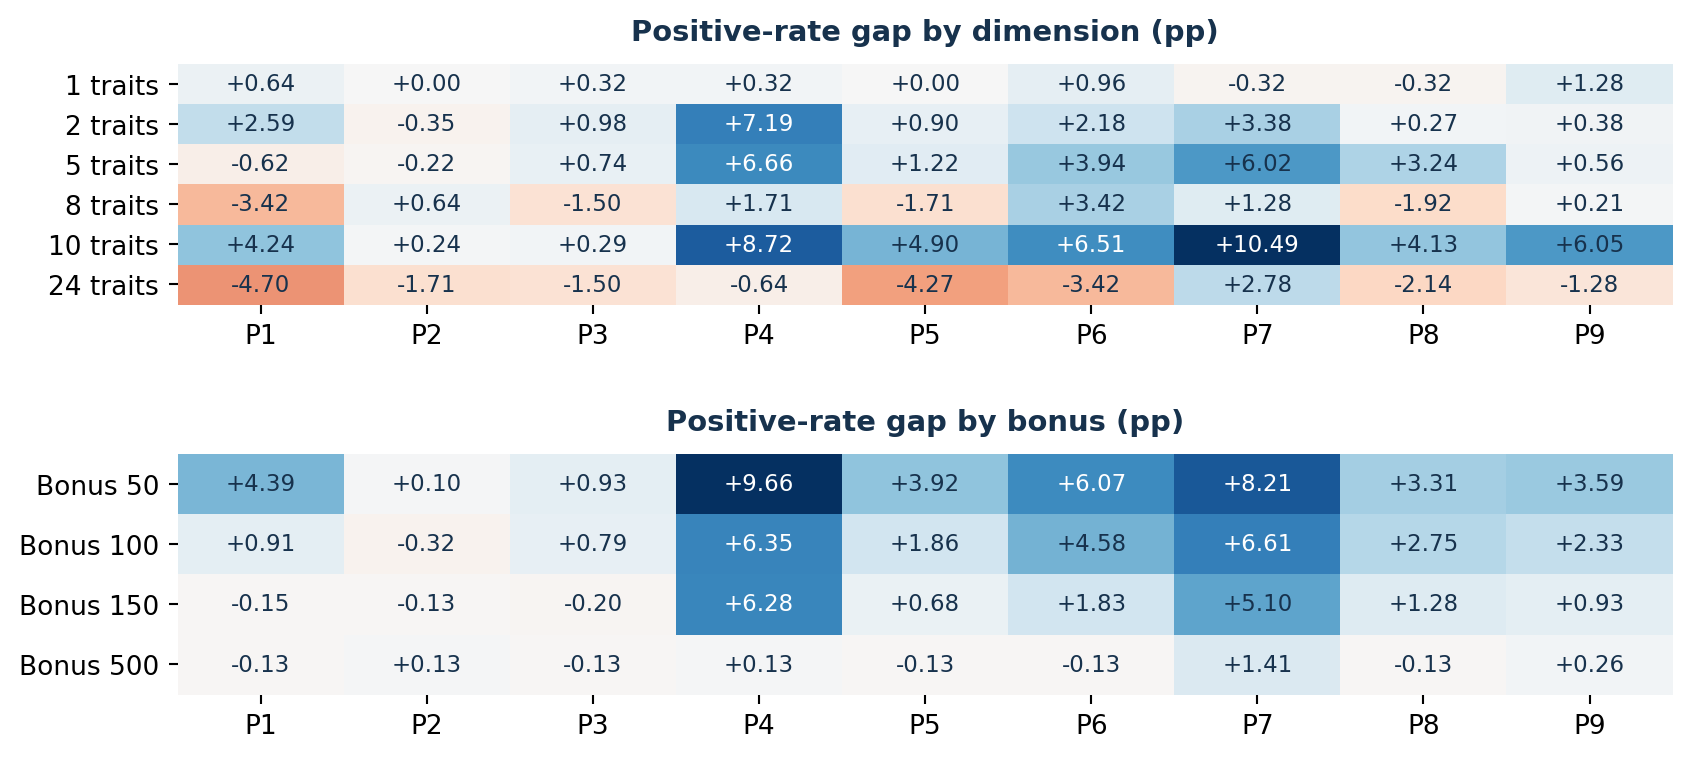 Positive-rate gap by dimension (pp)
1 traits +0.64 +0.00 +0.32 +0.32 +0.00 +0.96 -0.32 -0.32 +1.28
2 traits +2.59 -0.35 +0.98 +7.19 +0.90 +2.18 +3.38 +0.27 +0.38
5 traits -0.62 -0.22 +0.74 +6.66 +1.22 +3.94 +6.02 +3.24 +0.56
8 traits -3.42 +0.64 -1.50 +1.71 -1.71 +3.42 +1.28 -1.92 +0.21
10 traits +4.24 +0.24 +0.29 +8.72 +4.90 +6.51 +10.49 +4.13 +6.05
24 traits -4.70 -1.71 -1.50 -0.64 -4.27 -3.42 +2.78 -2.14 -1.28
P1 P2 P3 P4 P5 P6 P7 P8 P9
Positive-rate gap by bonus (pp)
Bonus 50 +4.39 +0.10 +0.93 +9.66 +3.92 +6.07 +8.21 +3.31 +3.59
Bonus 100 +0.91 -0.32 +0.79 +6.35 +1.86 +4.58 +6.61 +2.75 +2.33
Bonus 150 -0.15 -0.13 -0.20 +6.28 +0.68 +1.83 +5.10 +1.28 +0.93
Bonus 500 -0.13 +0.13 -0.13 +0.13 -0.13 -0.13 +1.41 -0.13 +0.26
P1 P2 P3 P4 P5 P6 P7 P8 P9